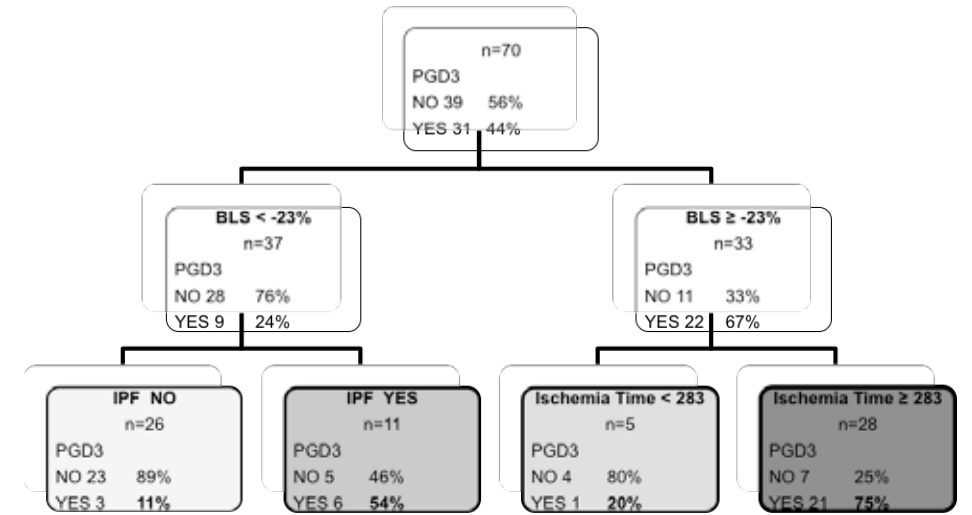 n=70
PGD3
NO 39 56%
YES 31 44%
BLS < -23%
n=37
PGD3
NO 28 76%
YES 9 24%
BLS ≥ -23%
n=33
PGD3
NO 11 33%
YES 22 67%
IPF NO
n=26
PGD3
NO 23 89%
YES 3 11%
IPF YES
n=11
PGD3
NO 5 46%
YES 6 54%
Ischemia Time < 283
n=5
PGD3
NO 4 80%
YES 1 20%
Ischemia Time ≥ 283
n=28
PGD3
NO 7 25%
YES 21 75%